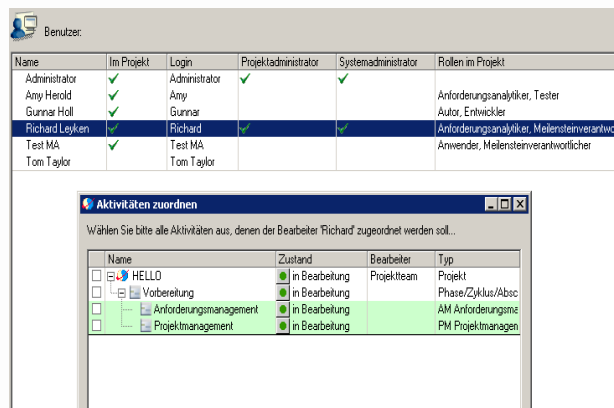 Benutzer:
Name Im Projekt Login Projektadministrator Systemadministrator Rollen im Projekt
Administrator Administrator
Amy Herold Amy Anforderungsanalytiker, Tester
Gunnar Holl Gunnar Autor, Entwickler
Richard Leyken Richard Anforderungsanalytiker, Meilensteinverantwo
Test MA Test MA Anwender, Meilensteinverantwortlicher
Tom Taylor Tom Taylor
Aktivitäten zuordnen
Wählen Sie bitte alle Aktivitäten aus, denen der Bearbeiter 'Richard' zugeordnet werden soll...
Name Zustand Bearbeiter Typ
HELLO in Bearbeitung Projektteam Projekt
Vorbereitung in Bearbeitung Phase/Zyklus/Absc
Anforderungsmanagement in Bearbeitung AM Anforderungsma
Projektmanagement in Bearbeitung PM Projektmanagen